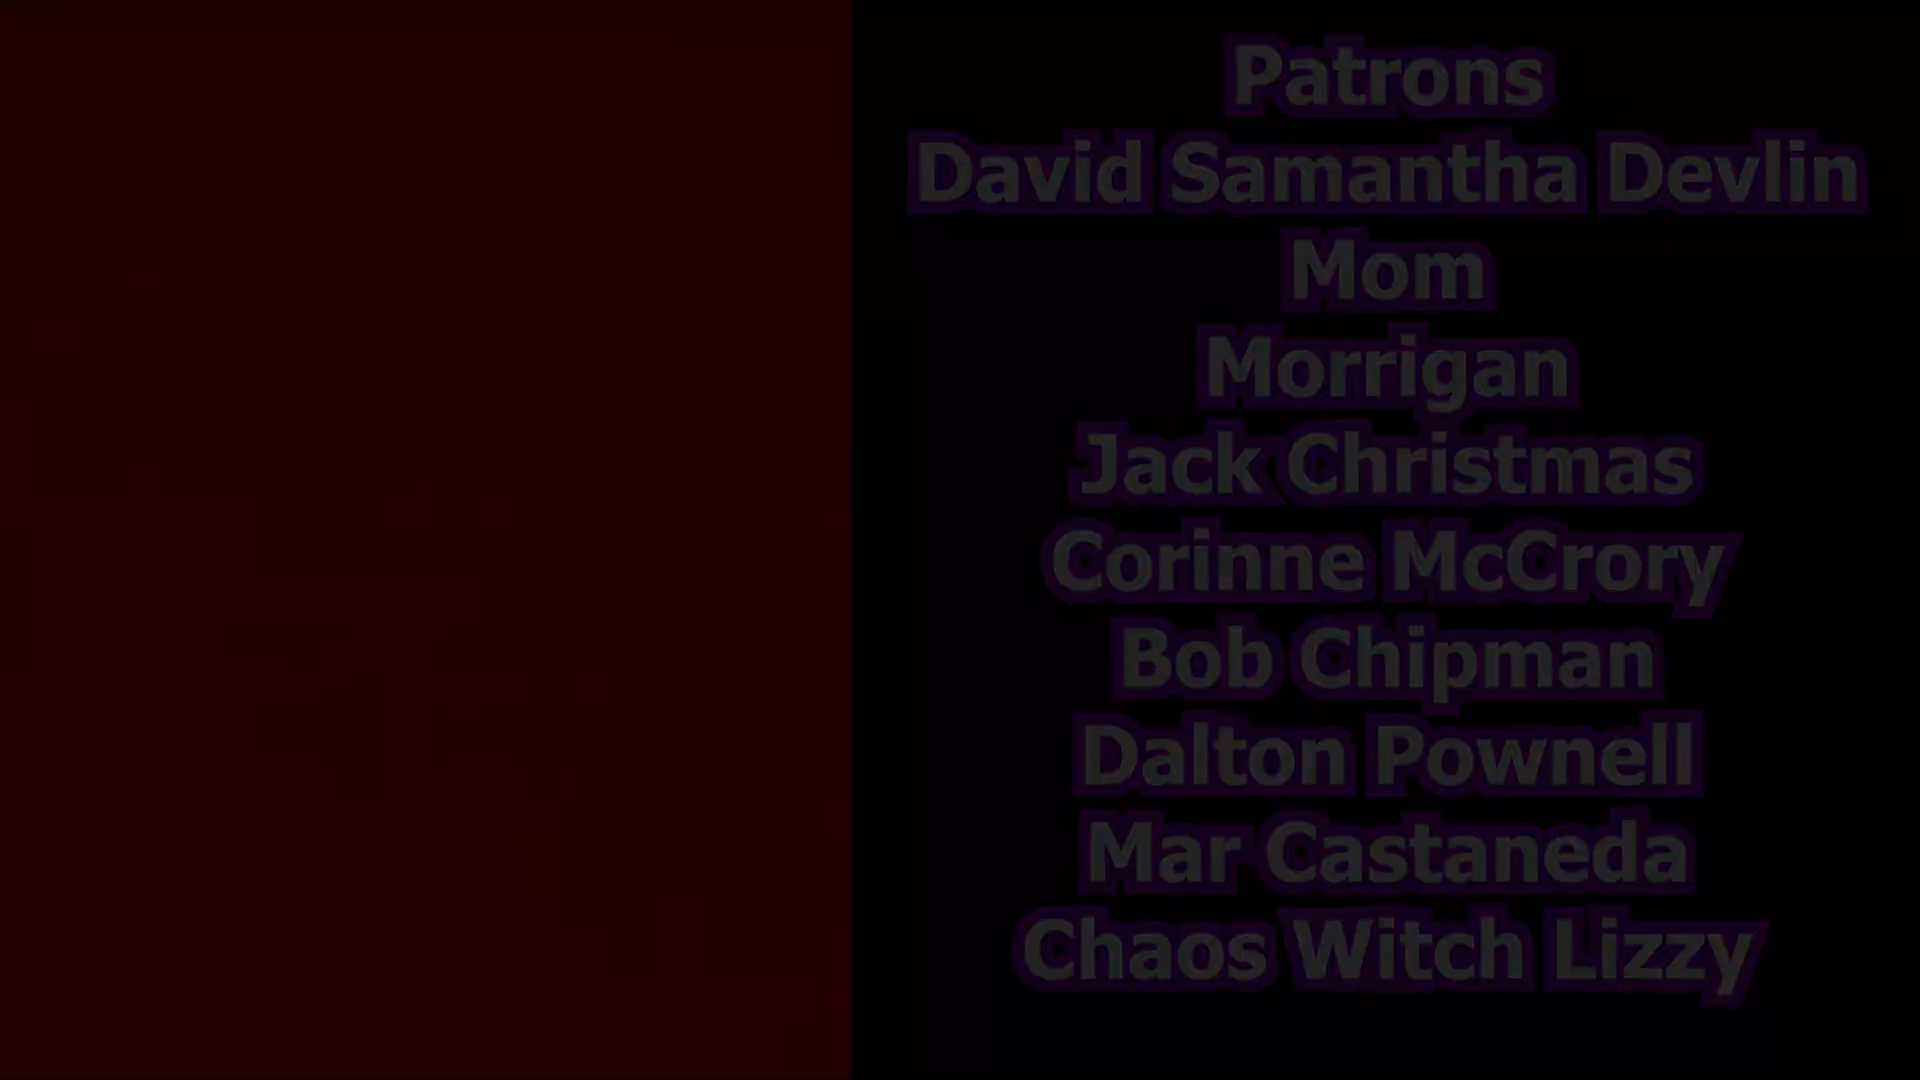 Patrons
David Samantha Devlin
Mom
Morrigan
Jack Christmas
Corinne McCrory
Bob Chipman
Dalton Pownell
Mar Castaneda
Chaos Witch Lizzy